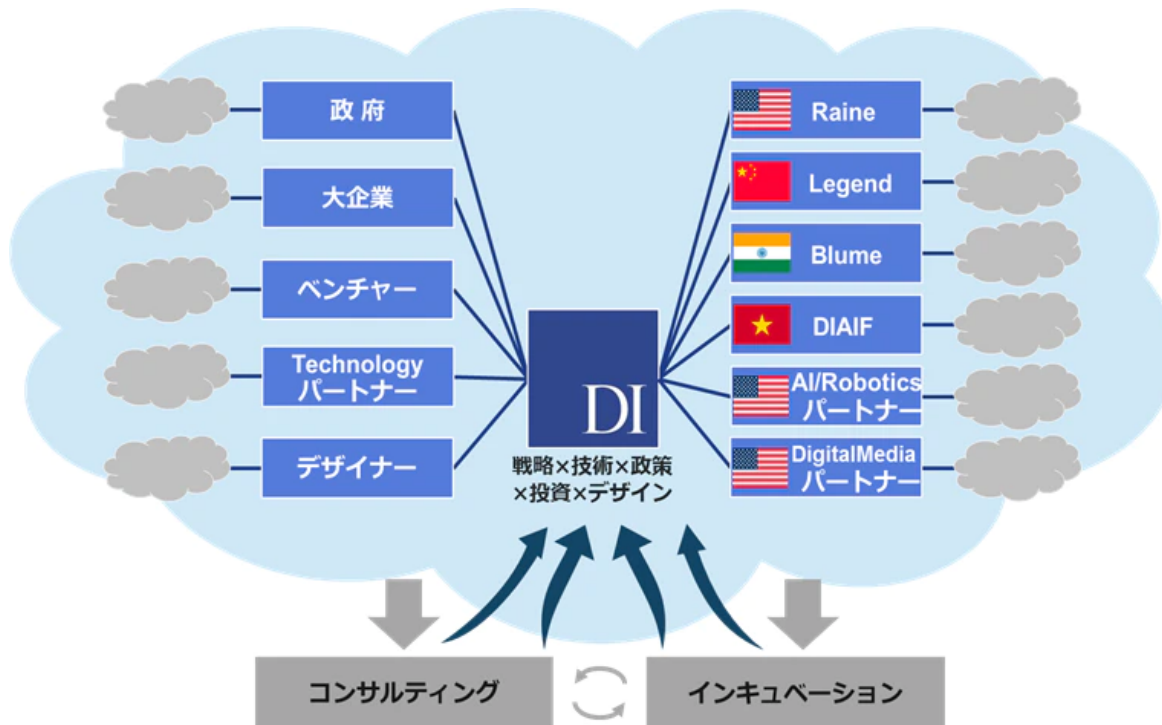 政府
大企業
ベンチャー
Technology
パートナー
デザイナー
DI
戦略×技術×政策
×投資×デザイン
Raine
Legend
Blume
DIAIF
AI/Robotics
パートナー
DigitalMedia
パートナー
コンサルティング
インキュベーション